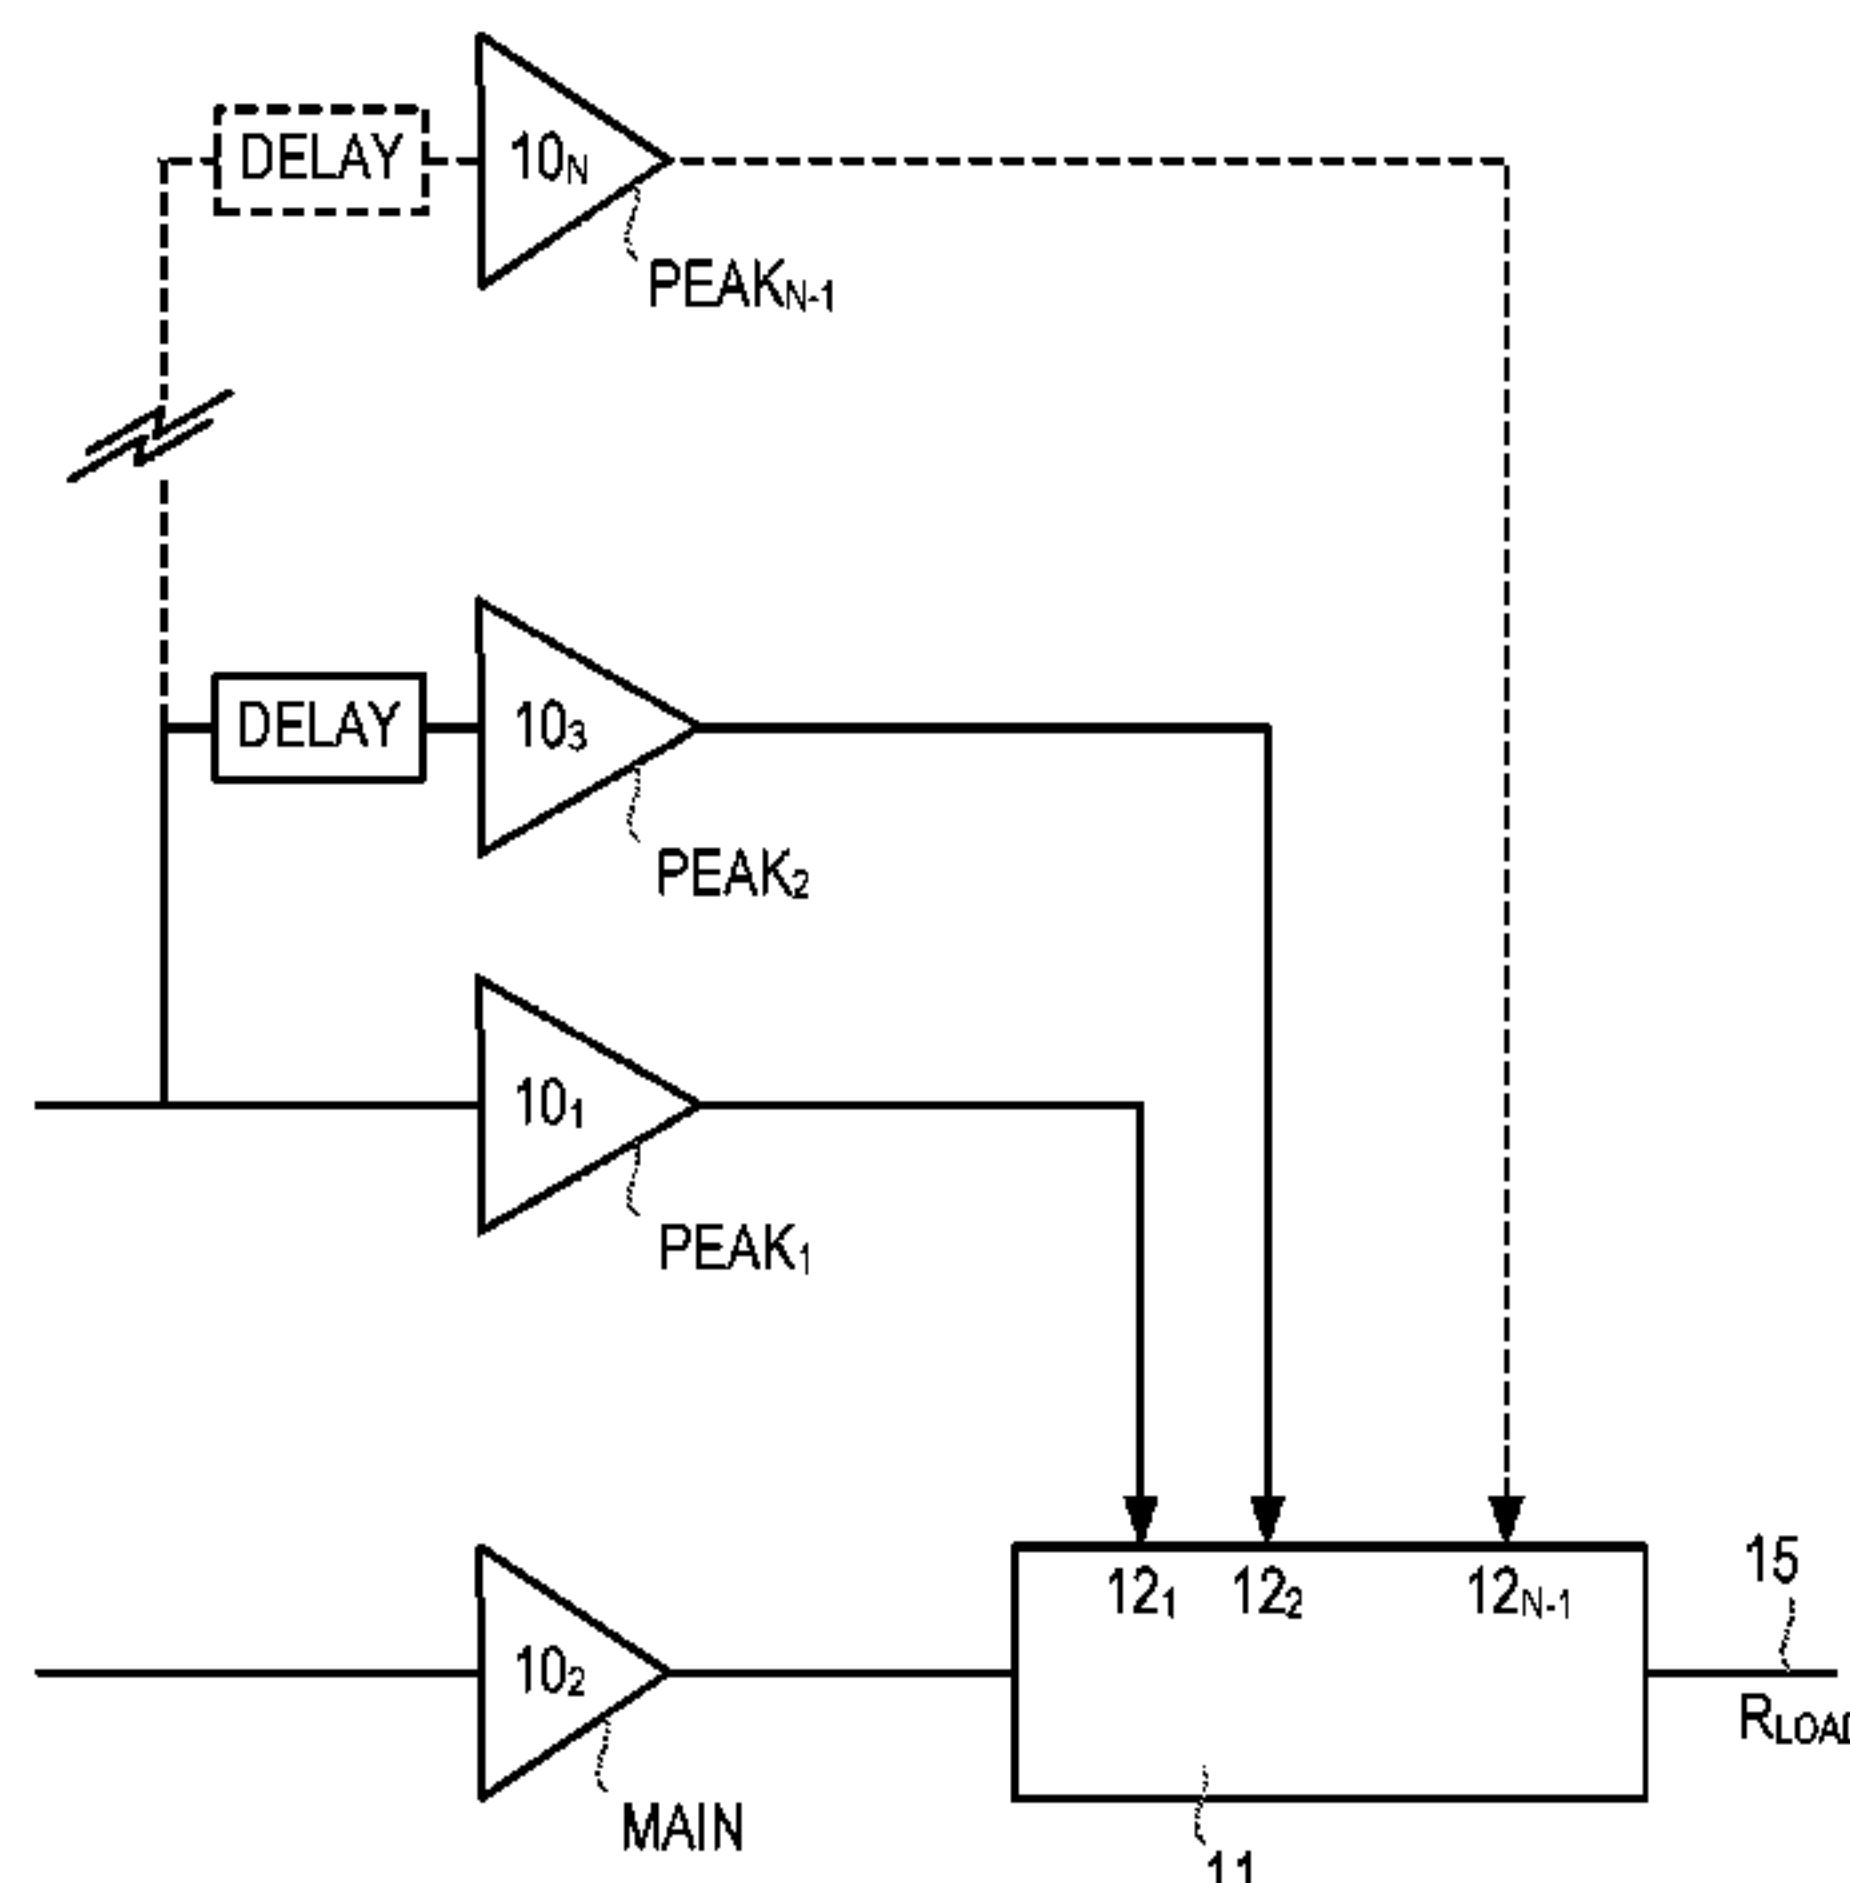 DELAY
10N
PEAKN-1
DELAY
103
PEAK2
101
PEAK1
121
122
12N-1
15
102
RLOAD
MAIN
11